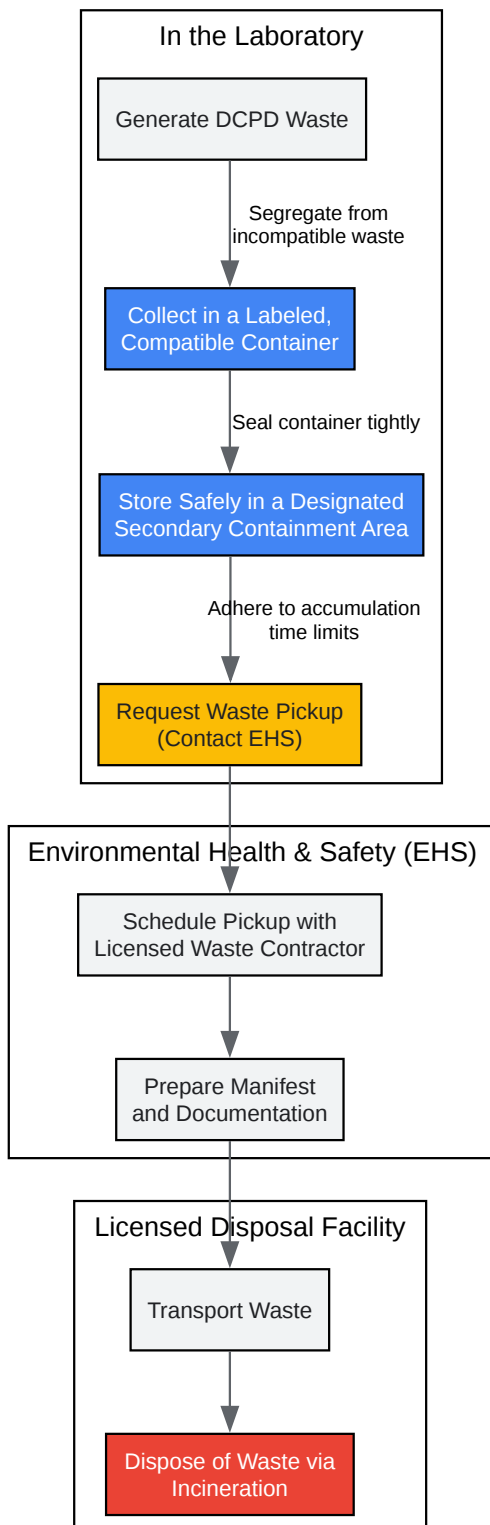 In the Laboratory
Generate DCPD Waste
Segregate from
incompatible waste
Collect in a Labeled,
Compatible Container
Seal container tightly
Store Safely in a Designated
Secondary Containment Area
Adhere to accumulation
time limits
Request Waste Pickup
(Contact EHS)
Environmental Health & Safety (EHS)
Schedule Pickup with
Licensed Waste Contractor
Prepare Manifest
and Documentation
Licensed Disposal Facility
Transport Waste
Dispose of Waste via
Incineration